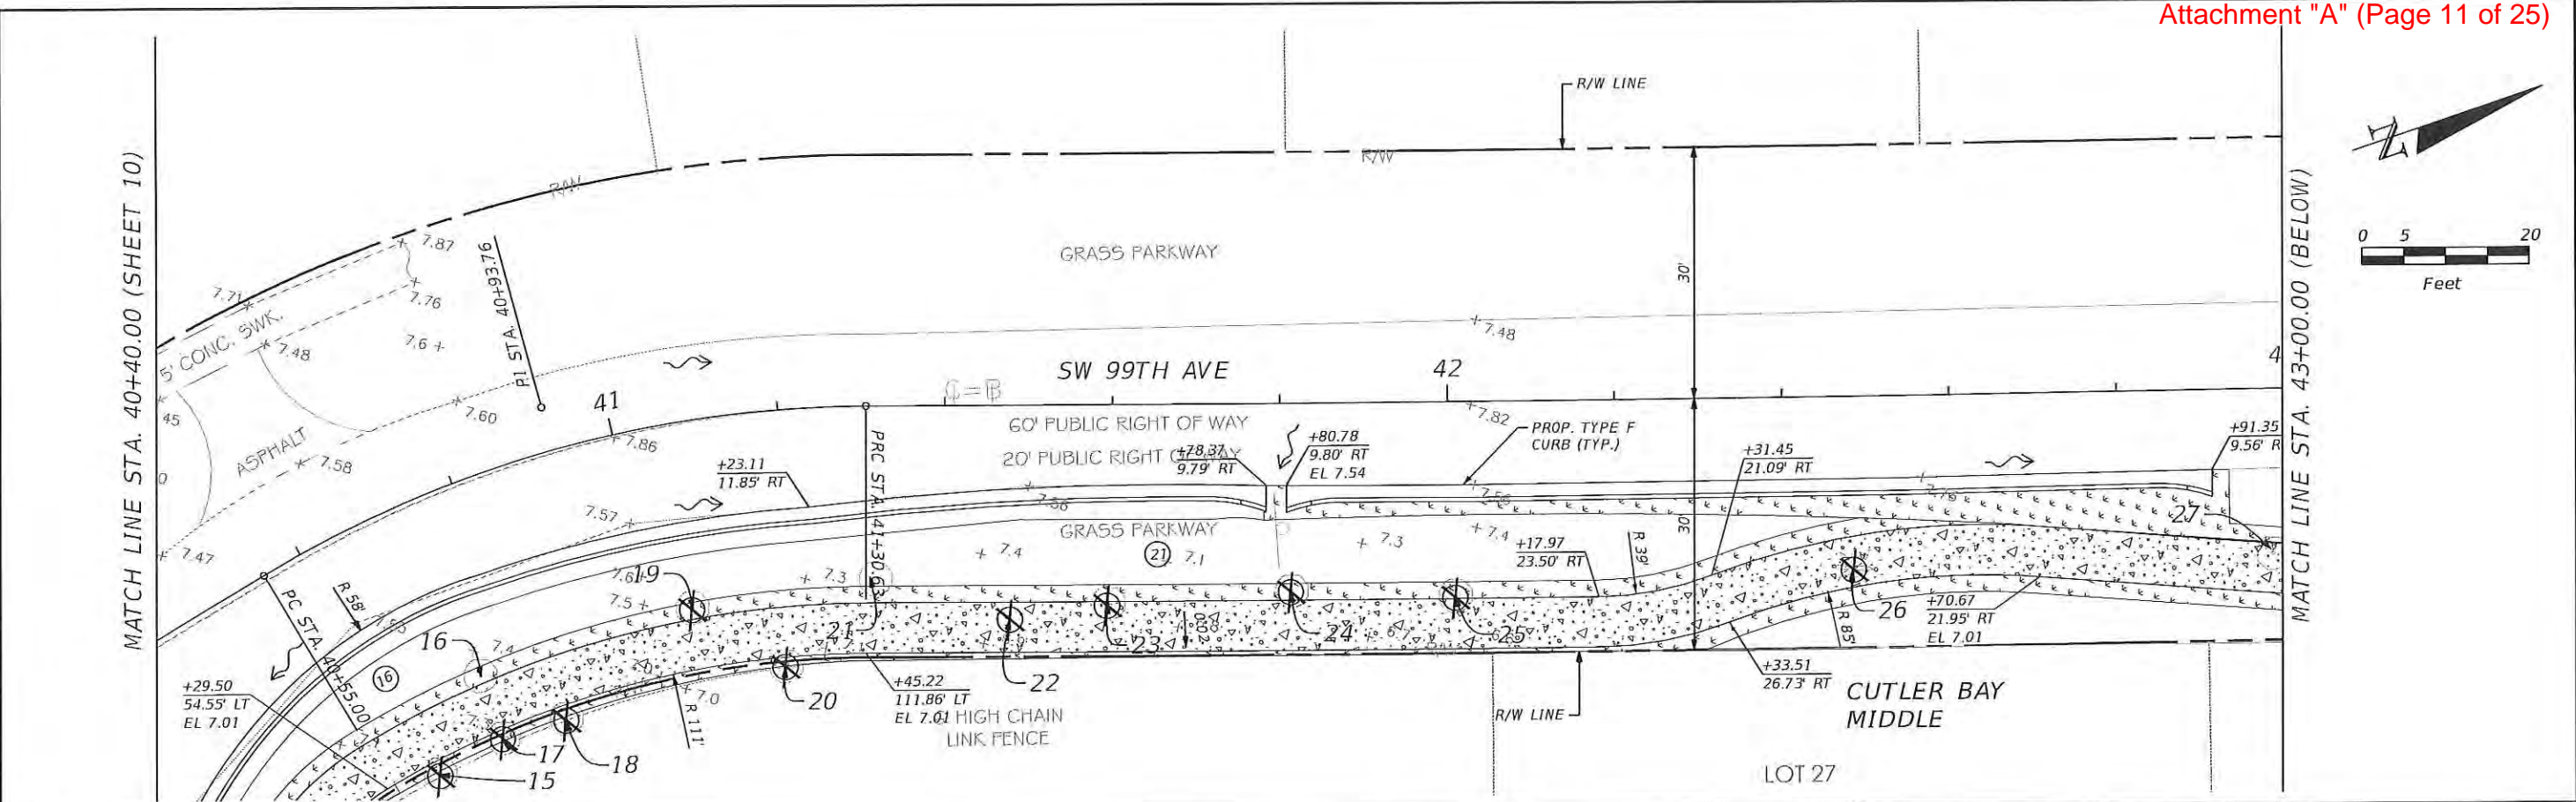 Attachment "A" (Page 11 of 25)
MATCH LINE STA. 40+40.00 (SHEET 10)
R/W LINE
R/W
R/W
7.87
7.76
7.71
5' CONC. SWK.
7.48
7.6
PI STA. 40+93.76
GRASS PARKWAY
30'
7.48
0 5 20
Feet
MATCH LINE STA. 43+00.00 (BELOW)
SW 99TH AVE
42
4
41
45
7.60
7.86
ASPHALT
7.58
0
7.47
60' PUBLIC RIGHT OF WAY
20' PUBLIC RIGHT OF WAY
+23.11
11.85' RT
PRC STA. 41+30.63
+78.37
9.79' RT
+80.78
9.80' RT
EL 7.54
7.82
PROP. TYPE F
CURB (TYP.)
+31.45
21.09' RT
+91.35
9.56' R
7.57
GRASS PARKWAY
21
7.1
7.4
7.3
7.4
+17.97
23.50' RT
R 39'
30'
27
7.3
7.5
19
16
7.4
R 58'
PC STA. 40+55.00
16
+29.50
54.55' LT
EL 7.01
15
17
18
R 111'
7.0
20
21
22
23
24
25
26
+45.22
111.86' LT
EL 7.01
HIGH CHAIN
LINK FENCE
R/W LINE
R 85'
+70.67
21.95' RT
EL 7.01
+33.51
26.73' RT
CUTLER BAY
MIDDLE
LOT 27